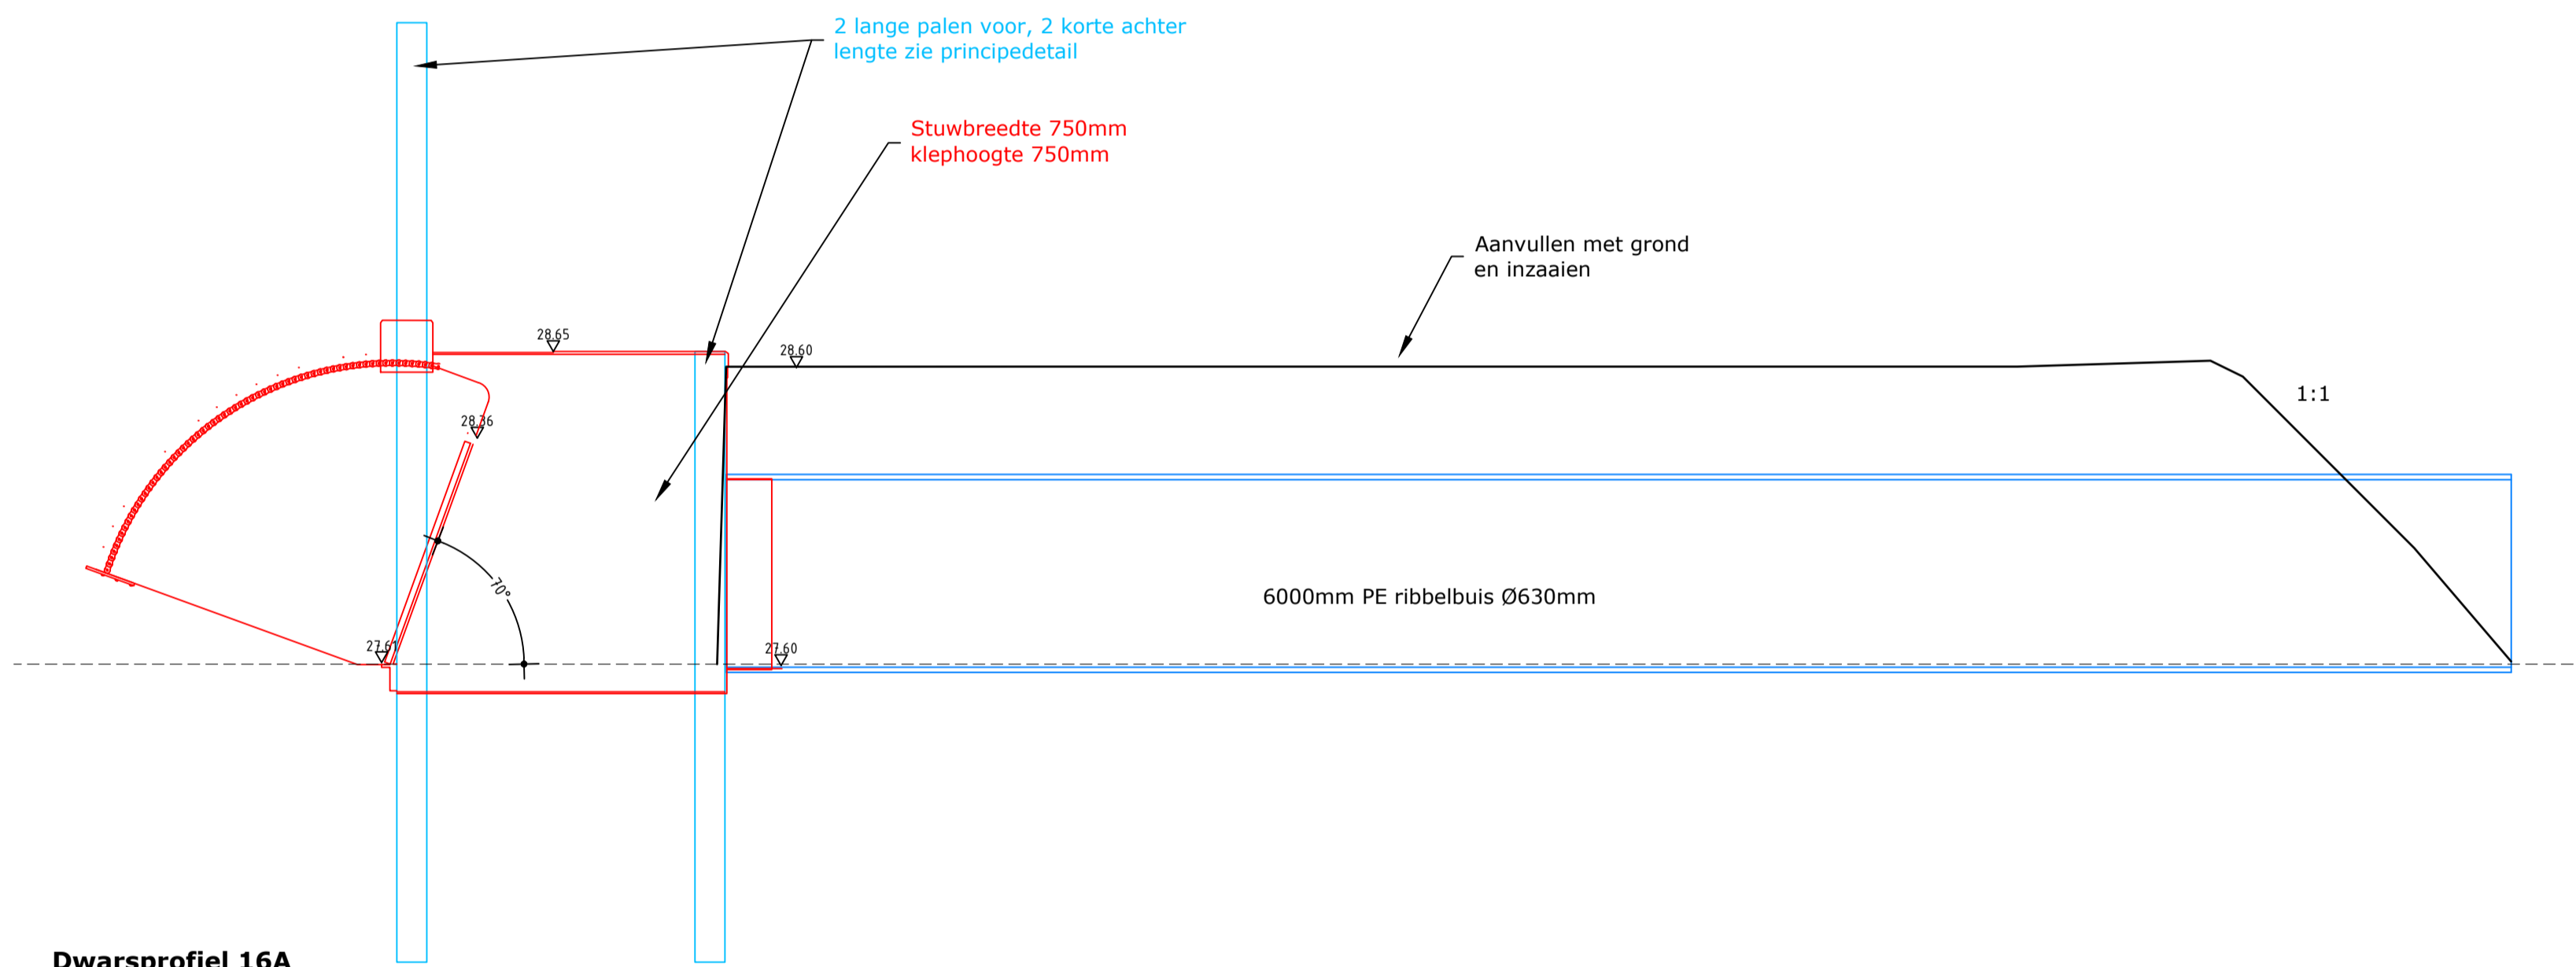 2 lange palen voor, 2 korte achter
lengte zie principedetail
Stuwbreedte 750mm
klephoogte 750mm
Aanvullen met grond
en inzaaien
28.65
28.60
1:1
28.36
70°
6000mm PE ribbelbuis Ø630mm
27.61
27.60
Dwarsprofiel 16A